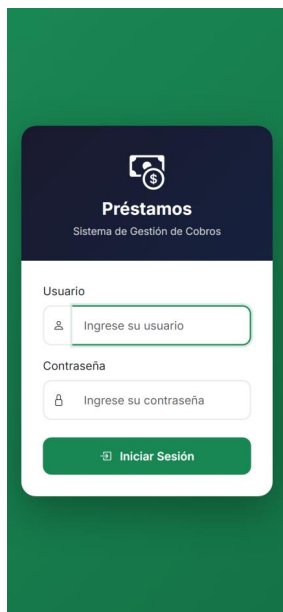 Préstamos
Sistema de Gestión de Cobros
Usuario
Ingrese su usuario
Contraseña
Ingrese su contraseña
Iniciar Sesión